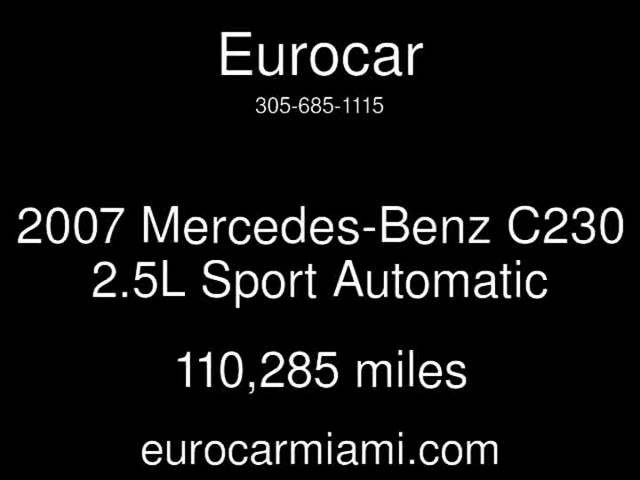 Eurocar
305-685-1115
2007 Mercedes-Benz C230
2.5L Sport Automatic
110,285 miles
eurocarmiami.com